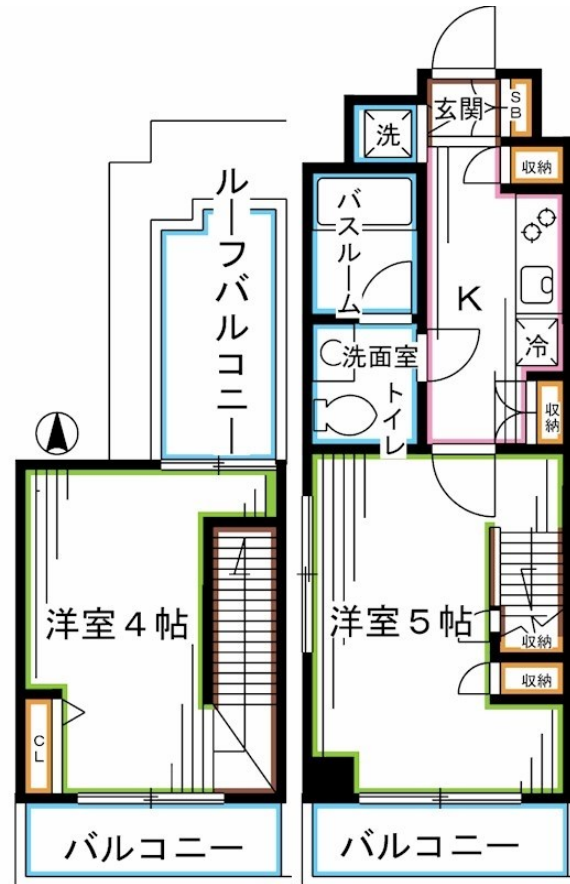 ルーフバルコニー
洋室4帖
CL
バルコニー
玄関
SB
洗
収納
バスルーム
K
冷
洗面室
トイレ
収納
洋室5帖
収納
収納
バルコニー